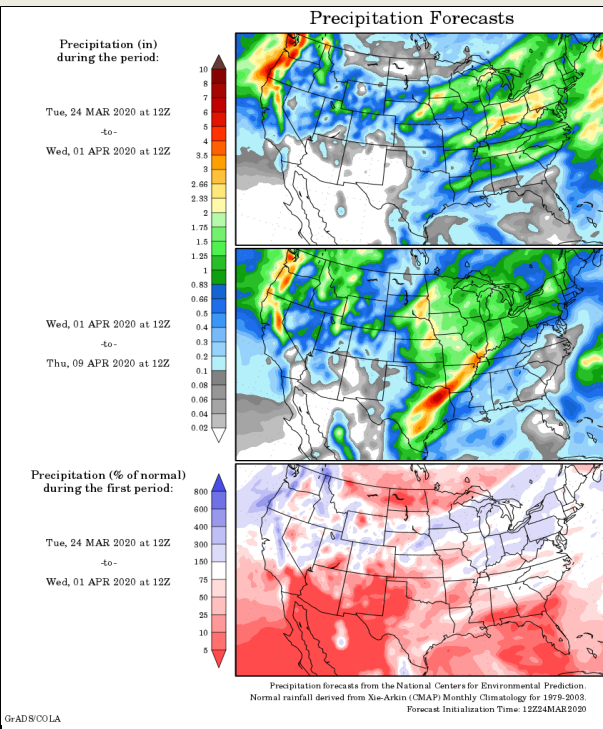 Precipitation Forecasts
Precipitation (in)
during the period:
Tue, 24 MAR 2020 at 12Z
-to-
Wed, 01 APR 2020 at 12Z
10
8
7
6
5
4
3.5
3
2.66
2.33
2
1.75
1.5
1.25
1
0.83
0.66
0.5
0.4
0.3
0.2
0.1
0.08
0.06
0.04
0.02
Wed, 01 APR 2020 at 12Z
-to-
Thu, 09 APR 2020 at 12Z
Precipitation (% of normal)
during the first period:
Tue, 24 MAR 2020 at 12Z
-to-
Wed, 01 APR 2020 at 12Z
800
600
400
300
150
75
50
25
10
5
Precipitation forecasts from the National Centers for Environmental Prediction.
Normal rainfall derived from Xie-Arkin (CMAP) Monthly Climatology for 1979-2003.
Forecast Initialization Time: 12Z24MAR2020
GrADS/COLA